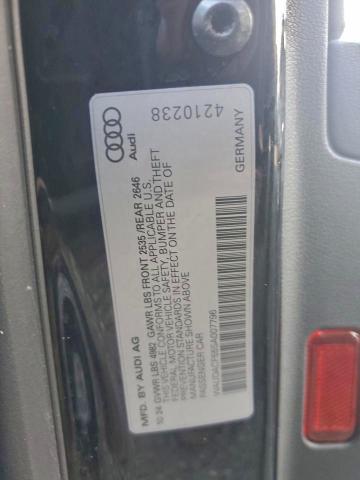 4210238
Audi
GERMANY
MFD. BY AUDI AG
10 24 GVWR LBS 4982 GAWR LBS FRONT 2535 /REAR 2646
THIS VEHICLE CONFORMS TO ALL APPLICABLE U.S.
FEDERAL MOTOR VEHICLE SAFETY, BUMPER AND THEFT
PREVENTION STANDARDS IN EFFECT ON THE DATE OF
MANUFACTURE SHOWN ABOVE
PASSENGER CAR